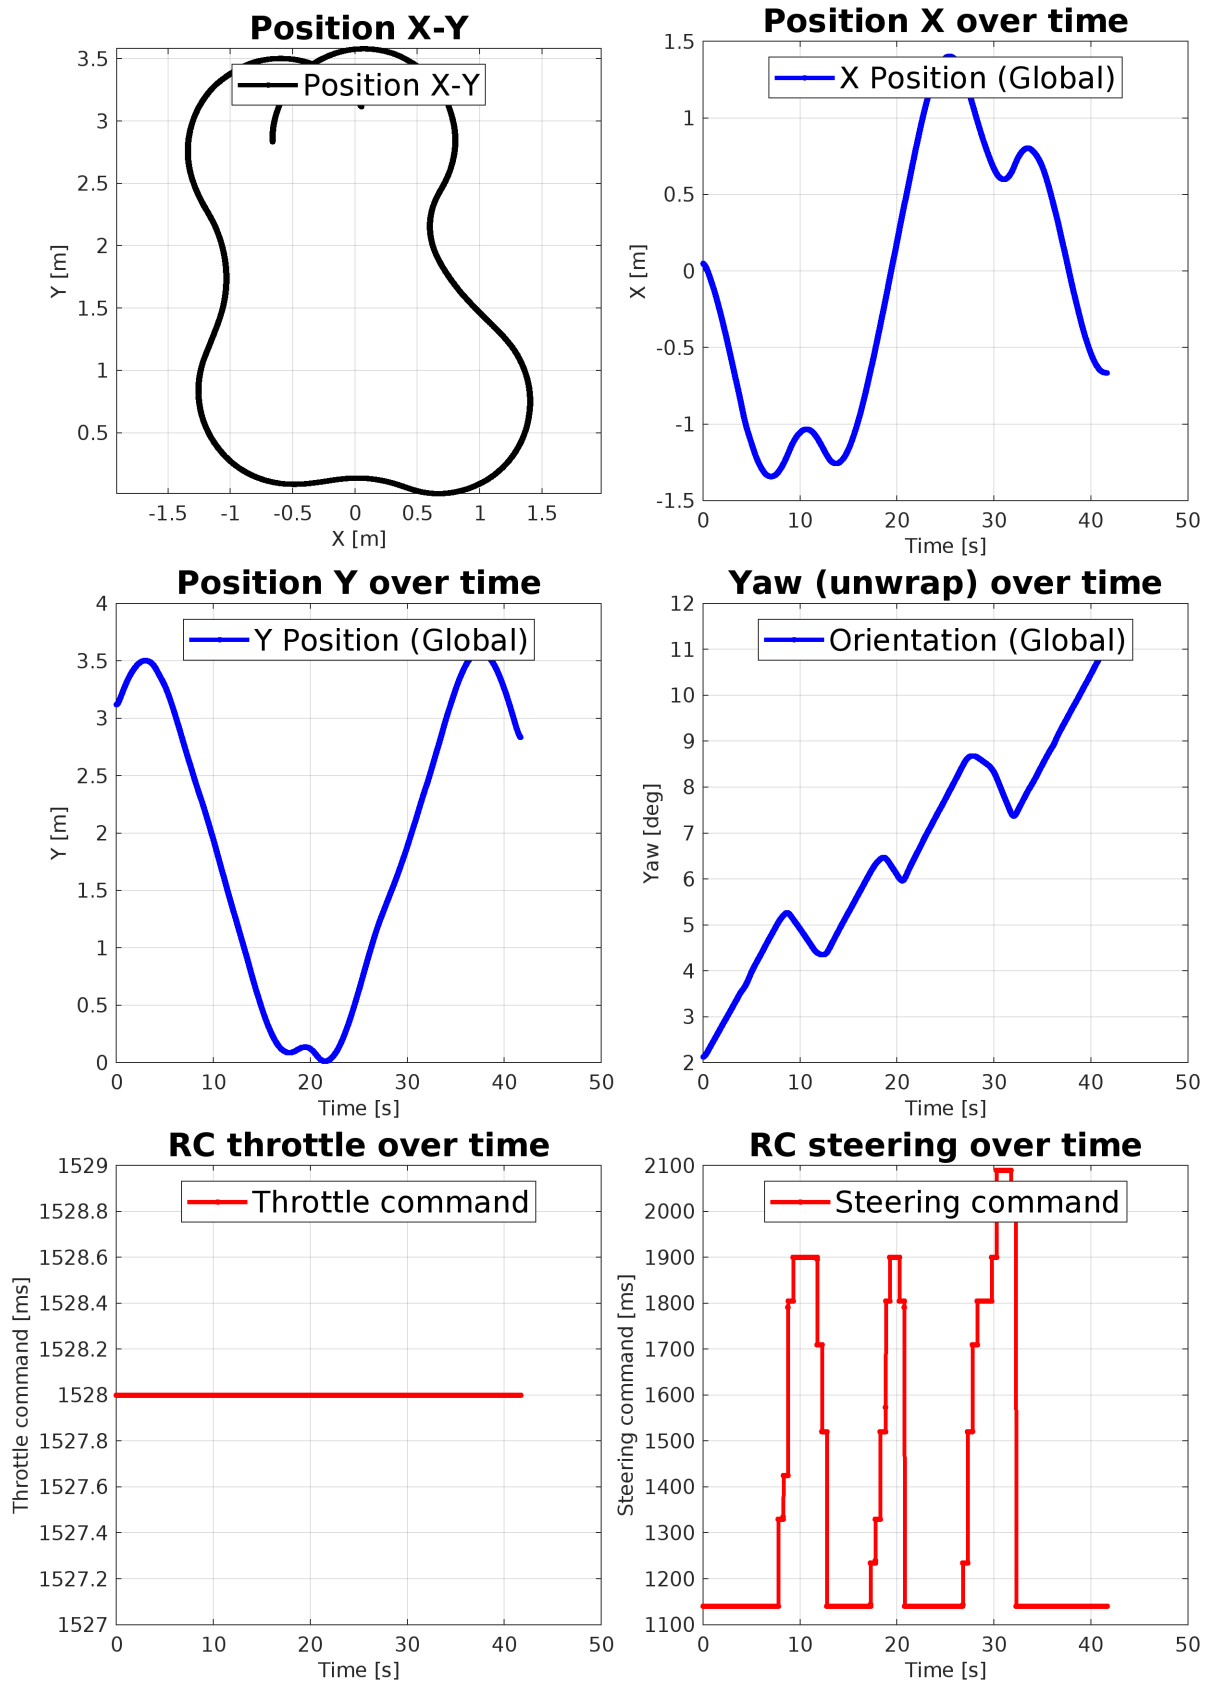 Position X-Y
3.5
3
2.5
2
1.5
1
0.5
Y [m]
Position X-Y
-1.5 -1 -0.5 0 0.5 1 1.5
X [m]
Position X over time
1.5
1
0.5
0
-0.5
-1
-1.5
X [m]
X Position (Global)
0 10 20 30 40 50
Time [s]
Position Y over time
4
3.5
3
2.5
2
1.5
1
0.5
0
Y [m]
Y Position (Global)
0 10 20 30 40 50
Time [s]
Yaw (unwrap) over time
12
11
10
9
8
7
6
5
4
3
2
Yaw [deg]
Orientation (Global)
0 10 20 30 40 50
Time [s]
RC throttle over time
1529
1528.8
1528.6
1528.4
1528.2
1528
1527.8
1527.6
1527.4
1527.2
1527
Throttle command [ms]
Throttle command
0 10 20 30 40 50
Time [s]
RC steering over time
2100
2000
1900
1800
1700
1600
1500
1400
1300
1200
1100
Steering command [ms]
Steering command
0 10 20 30 40 50
Time [s]